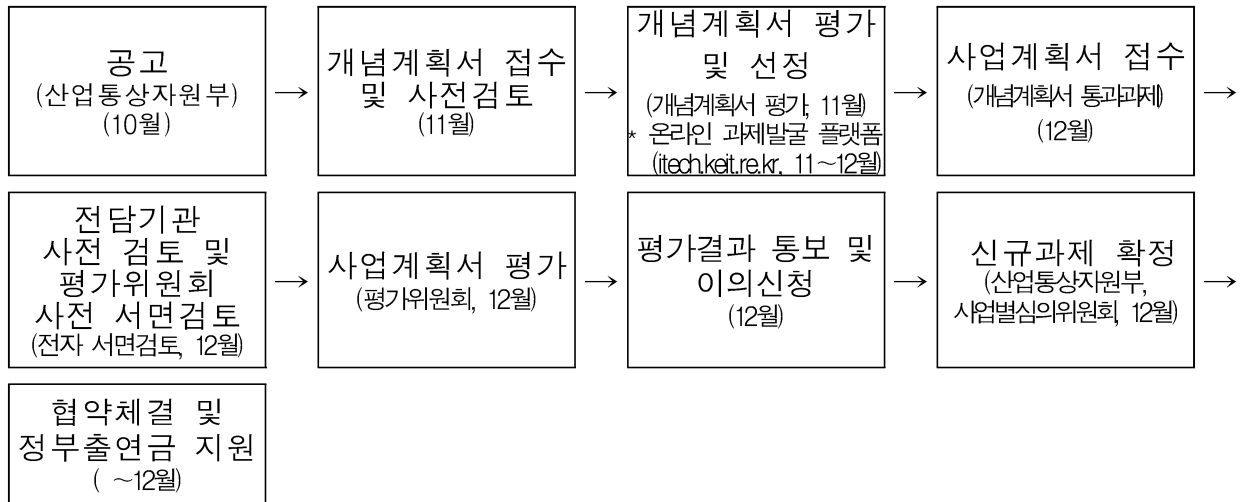 공고
(산업통상자원부)
(10월)
→
개념계획서 접수
및 사전검토
(11월)
→
개념계획서 평가
및 선정
(개념계획서 평가, 11월)
* 온라인 과제발굴 플랫폼
(itech.keit.re.kr, 11～12월)
→
사업계획서 접수
(개념계획서 통과과제)
(12월)
→
전담기관
사전 검토 및
평가위원회
사전 서면검토
(전자 서면검토, 12월)
→
사업계획서 평가
(평가위원회, 12월)
→
평가결과 통보 및
이의신청
(12월)
→
신규과제 확정
(산업통상자원부,
사업별심의위원회, 12월)
→
협약체결 및
정부출연금 지원
( ～12월)